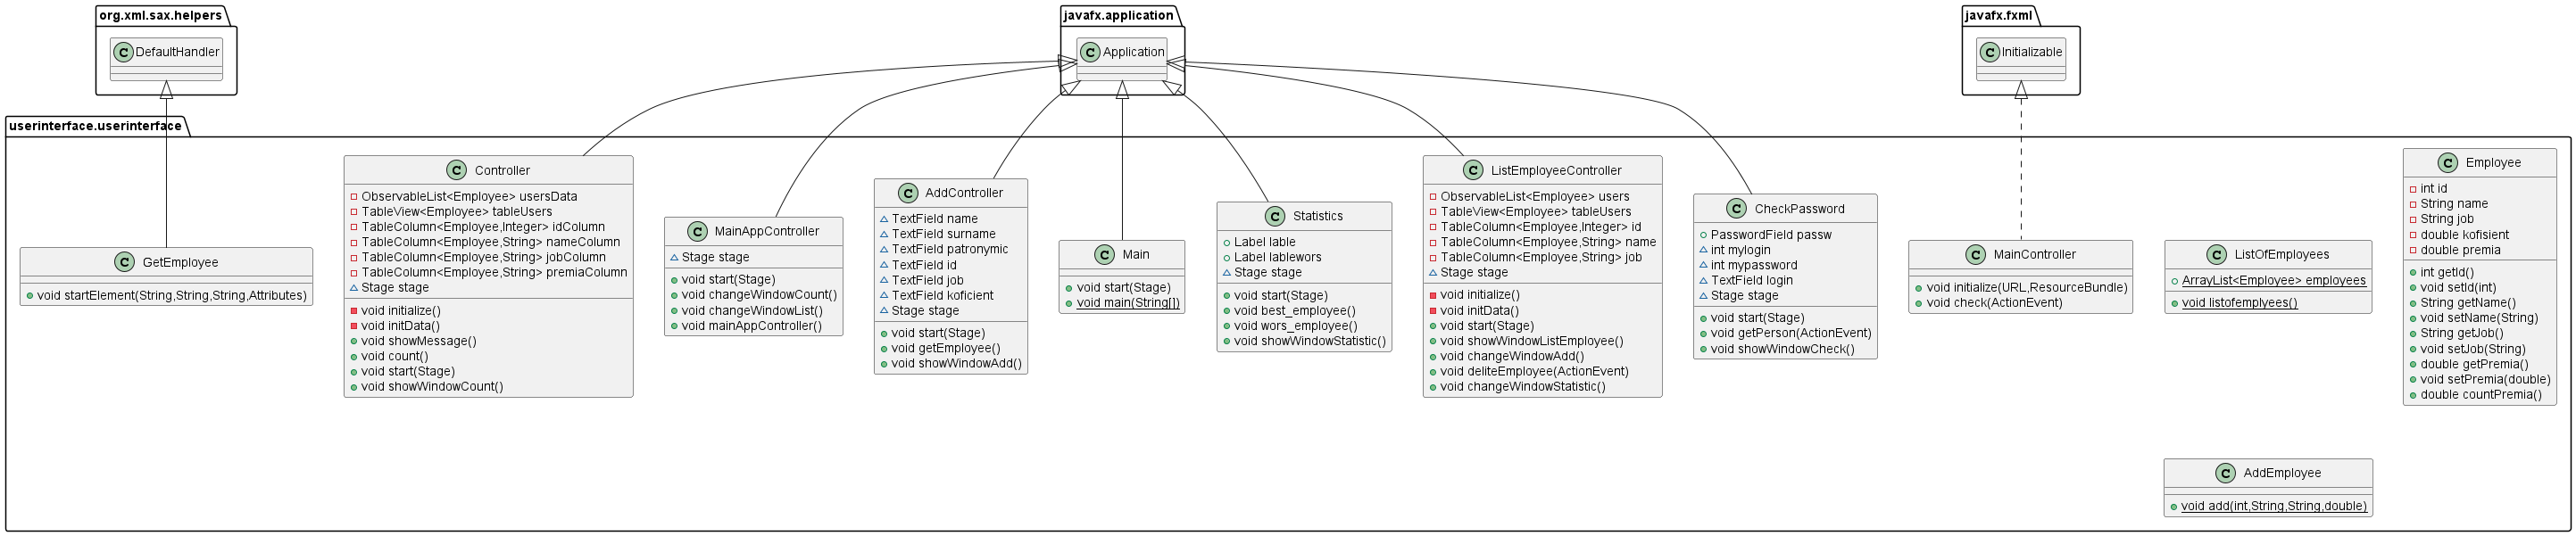 org.xml.sax.helpers
C DefaultHandler
javafx.application
C Application
javafx.fxml
C Initializable
userinterface.userinterface
C GetEmployee
void startElement(String,String,String,Attributes)
C Controller
ObservableList<Employee> usersData
TableView<Employee> tableUsers
TableColumn<Employee,Integer> idColumn
TableColumn<Employee,String> nameColumn
TableColumn<Employee,String> jobColumn
TableColumn<Employee,String> premiaColumn
Stage stage
void initialize()
void initData()
void showMessage()
void count()
void start(Stage)
void showWindowCount()
C MainAppController
Stage stage
void start(Stage)
void changeWindowCount()
void changeWindowList()
void mainAppController()
C AddController
TextField name
TextField surname
TextField patronymic
TextField id
TextField job
TextField koficient
Stage stage
void start(Stage)
void getEmployee()
void showWindowAdd()
C Main
void start(Stage)
void main(String[])
C Statistics
Label lable
Label lablewors
Stage stage
void start(Stage)
void best_employee()
void wors_employee()
void showWindowStatistic()
C ListEmployeeController
ObservableList<Employee> users
TableView<Employee> tableUsers
TableColumn<Employee,Integer> id
TableColumn<Employee,String> name
TableColumn<Employee,String> job
Stage stage
void initialize()
void initData()
void start(Stage)
void showWindowListEmployee()
void changeWindowAdd()
void deliteEmployee(ActionEvent)
void changeWindowStatistic()
C CheckPassword
PasswordField passw
int mylogin
int mypassword
TextField login
Stage stage
void start(Stage)
void getPerson(ActionEvent)
void showWindowCheck()
C MainController
void initialize(URL,ResourceBundle)
void check(ActionEvent)
C ListOfEmployees
ArrayList<Employee> employees
void listofemplyees()
C Employee
int id
String name
String job
double kofisient
double premia
int getId()
void setId(int)
String getName()
void setName(String)
String getJob()
void setJob(String)
double getPremia()
void setPremia(double)
double countPremia()
C AddEmployee
void add(int,String,String,double)